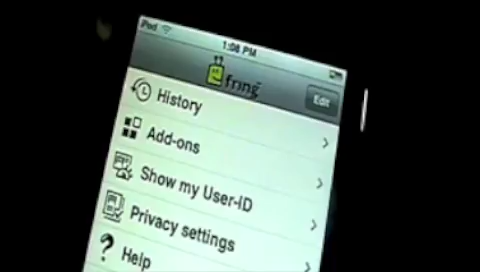 iPod 1:08 PM
fring
Edit
History
Add-ons
Show my User-ID
Privacy settings
Help